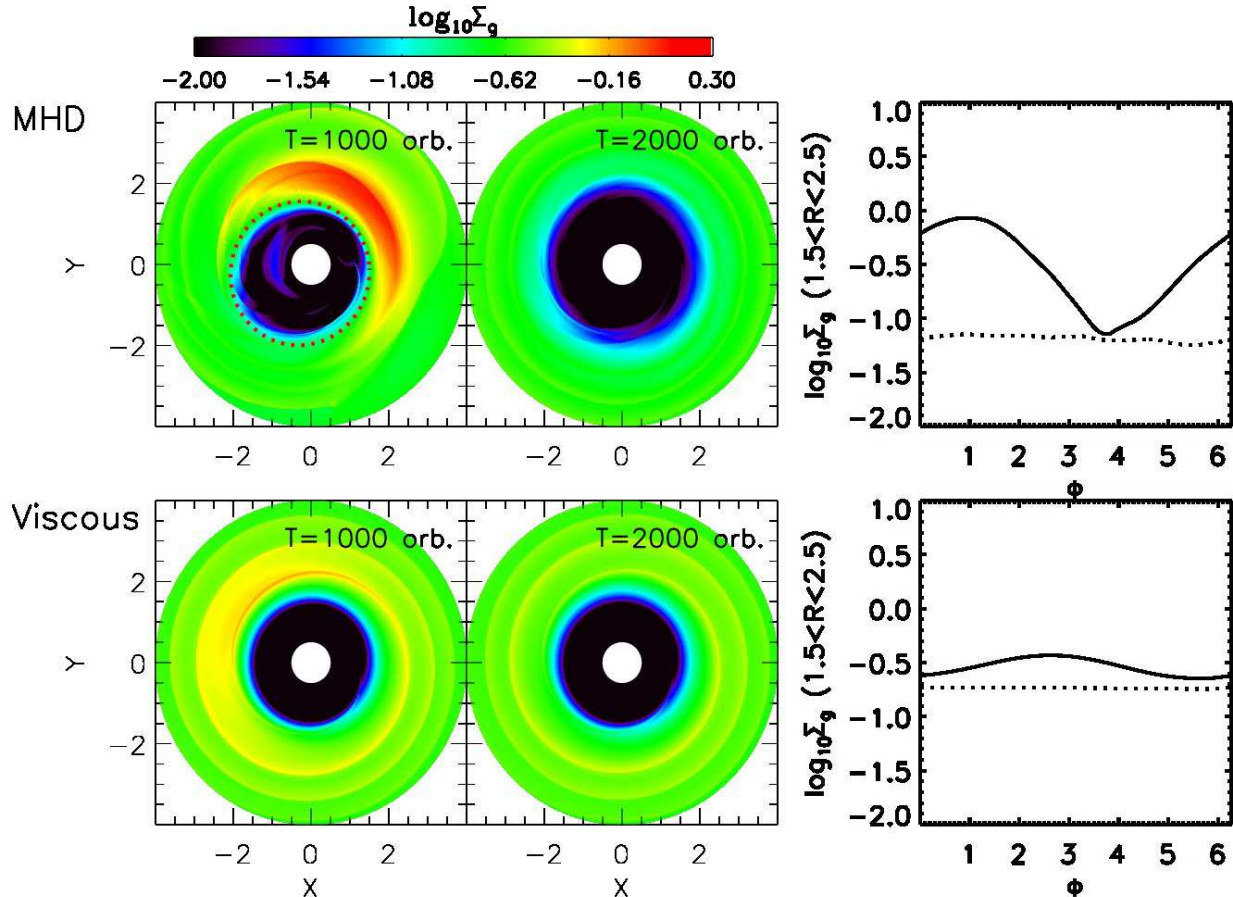 log₁₀Σ_g
−2.00 −1.54 −1.08 −0.62 −0.16 0.30
MHD
T=1000 orb.
T=2000 orb.
Y
2
0
−2
−2 0 2
−2 0 2
log₁₀Σ_g (1.5<R<2.5)
1.0
0.5
0.0
−0.5
−1.0
−1.5
−2.0
1 2 3 4 5 6
Φ
Viscous
T=1000 orb.
T=2000 orb.
Y
2
0
−2
−2 0 2
X
−2 0 2
X
log₁₀Σ_g (1.5<R<2.5)
1.0
0.5
0.0
−0.5
−1.0
−1.5
−2.0
1 2 3 4 5 6
Φ